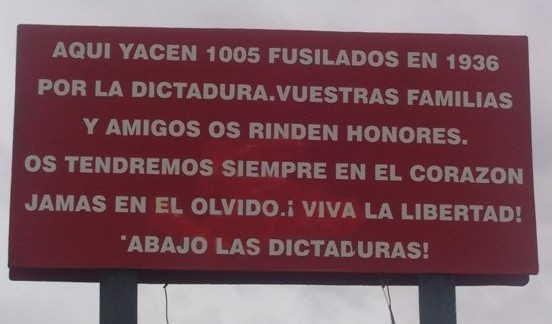 AQUI YACEN 1005 FUSILADOS EN 1936
POR LA DICTADURA.VUESTRAS FAMILIAS
Y AMIGOS OS RINDEN HONORES.
OS TENDREMOS SIEMPRE EN EL CORAZON
JAMAS EN EL OLVIDO.¡ VIVA LA LIBERTAD!
'ABAJO LAS DICTADURAS!